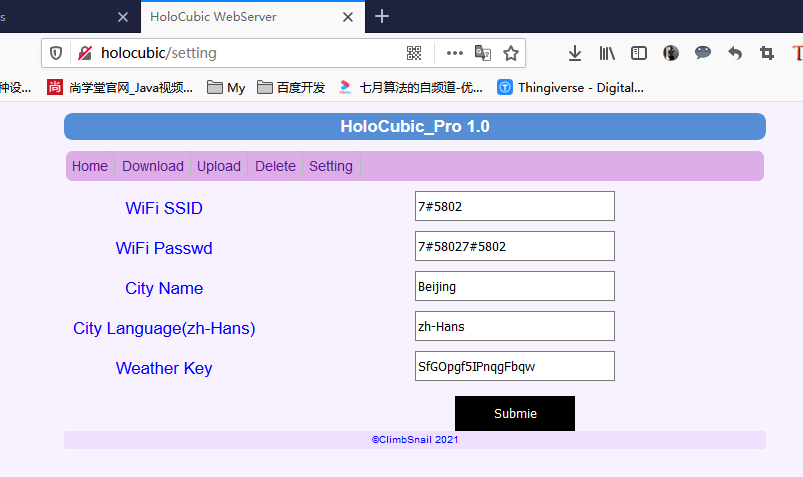 s
HoloCubic WebServer
holocubic/setting
种设... 尚学堂官网_Java视频... My 百度开发 七月算法的自频道-优... Thingiverse - Digital...
HoloCubic_Pro 1.0
Home Download Upload Delete Setting
WiFi SSID 7#5802
WiFi Passwd 7#58027#5802
City Name Beijing
City Language(zh-Hans) zh-Hans
Weather Key SfGOpgf5IPnqgFbqw
Submie
©ClimbSnail 2021